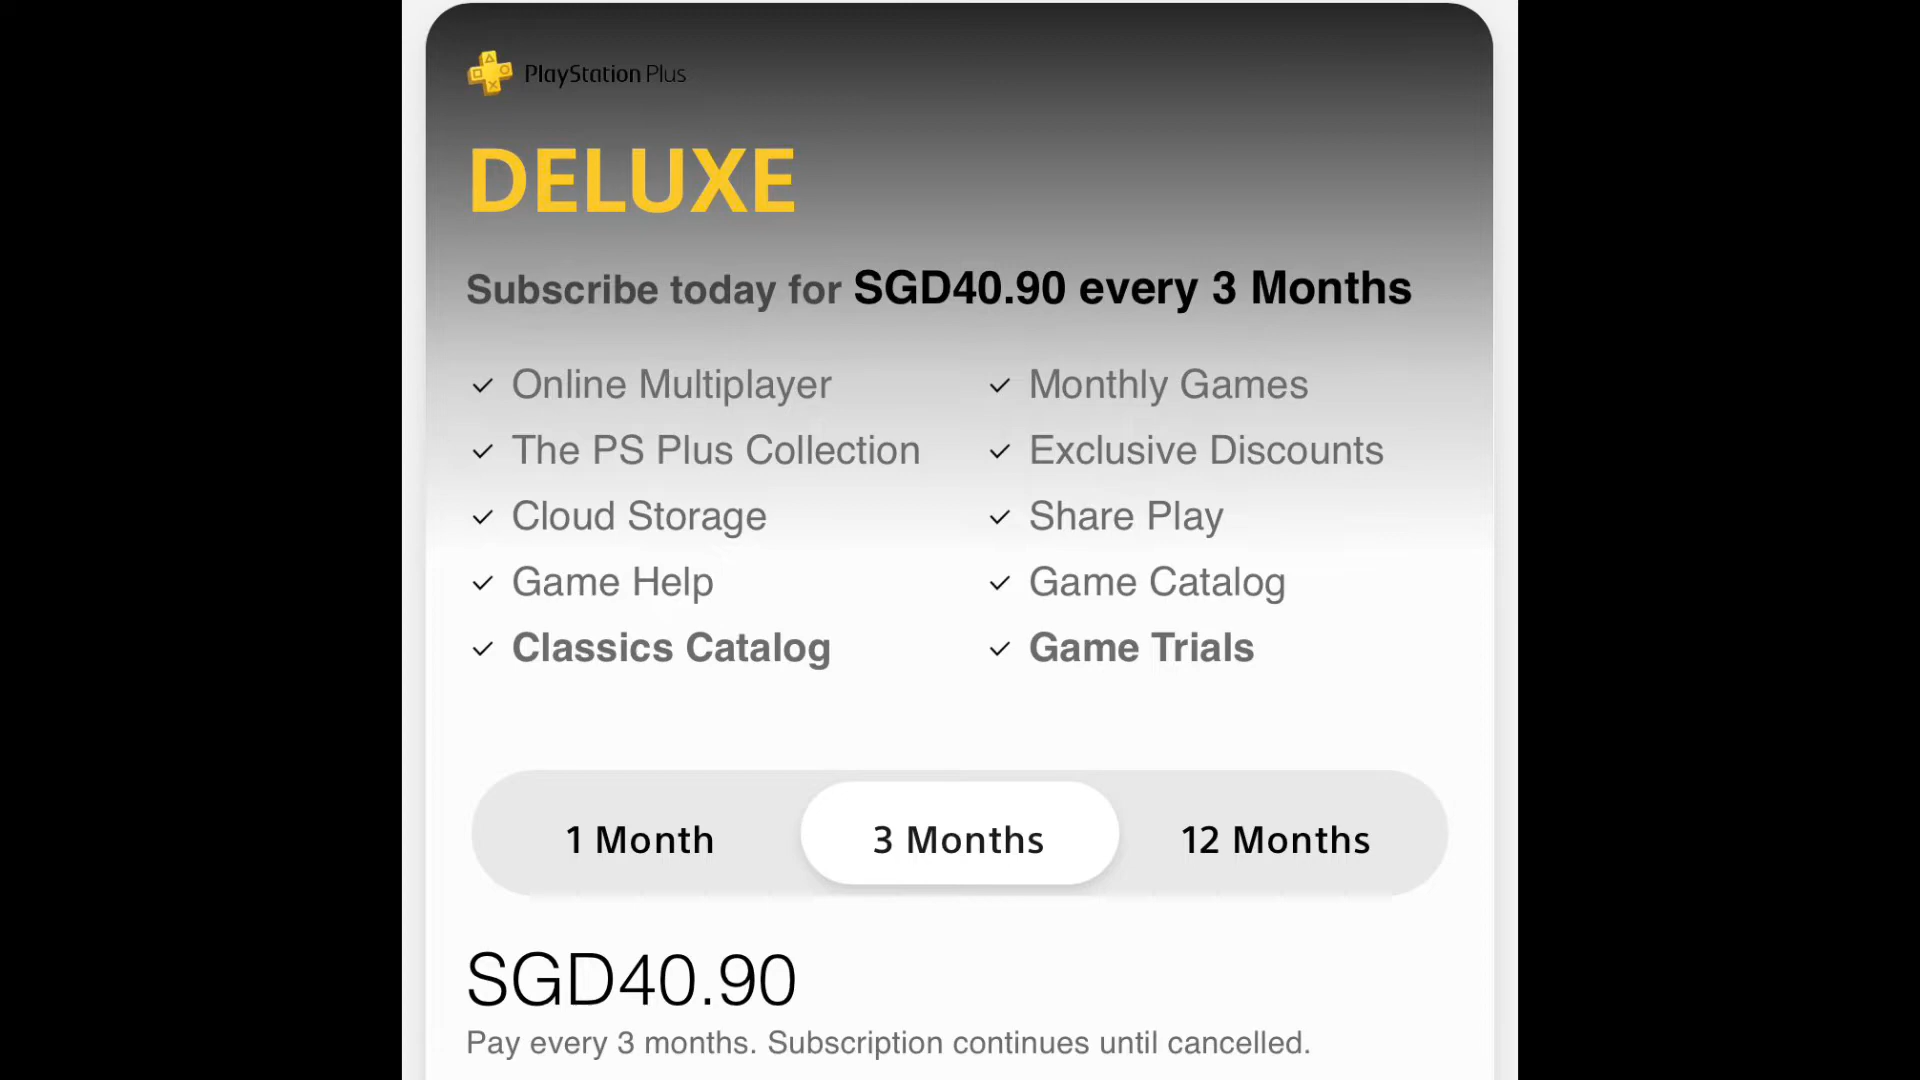 PlayStation Plus
DELUXE
Subscribe today for SGD40.90 every 3 Months
Online Multiplayer
Monthly Games
The PS Plus Collection
Exclusive Discounts
Cloud Storage
Share Play
Game Help
Game Catalog
Classics Catalog
Game Trials
1 Month
3 Months
12 Months
SGD40.90
Pay every 3 months. Subscription continues until cancelled.